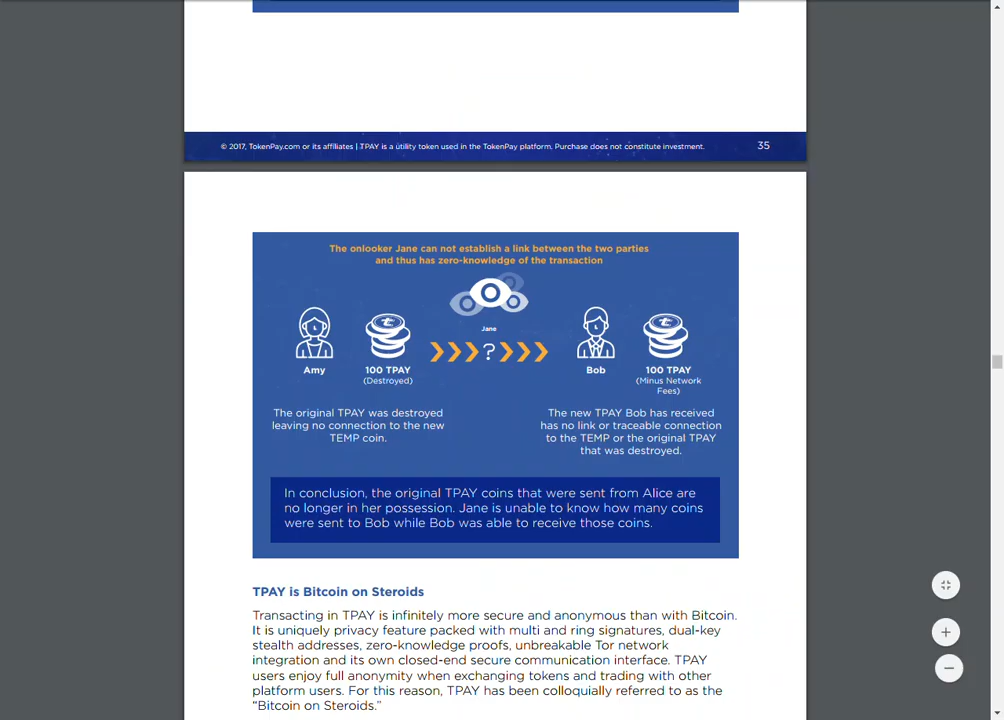 © 2017, TokenPay.com or its affiliates | TPAY is a utility token used in the TokenPay platform. Purchase does not constitute investment.
35
The onlooker Jane can not establish a link between the two parties
and thus has zero-knowledge of the transaction
Jane
?
Amy
100 TPAY
(Destroyed)
Bob
100 TPAY
(Minus Network
Fees)
The original TPAY was destroyed
leaving no connection to the new
TEMP coin.
The new TPAY Bob has received
has no link or traceable connection
to the TEMP or the original TPAY
that was destroyed.
In conclusion, the original TPAY coins that were sent from Alice are
no longer in her possession. Jane is unable to know how many coins
were sent to Bob while Bob was able to receive those coins.
TPAY is Bitcoin on Steroids
Transacting in TPAY is infinitely more secure and anonymous than with Bitcoin.
It is uniquely privacy feature packed with multi and ring signatures, dual-key
stealth addresses, zero-knowledge proofs, unbreakable Tor network
integration and its own closed-end secure communication interface. TPAY
users enjoy full anonymity when exchanging tokens and trading with other
platform users. For this reason, TPAY has been colloquially referred to as the
“Bitcoin on Steroids.”